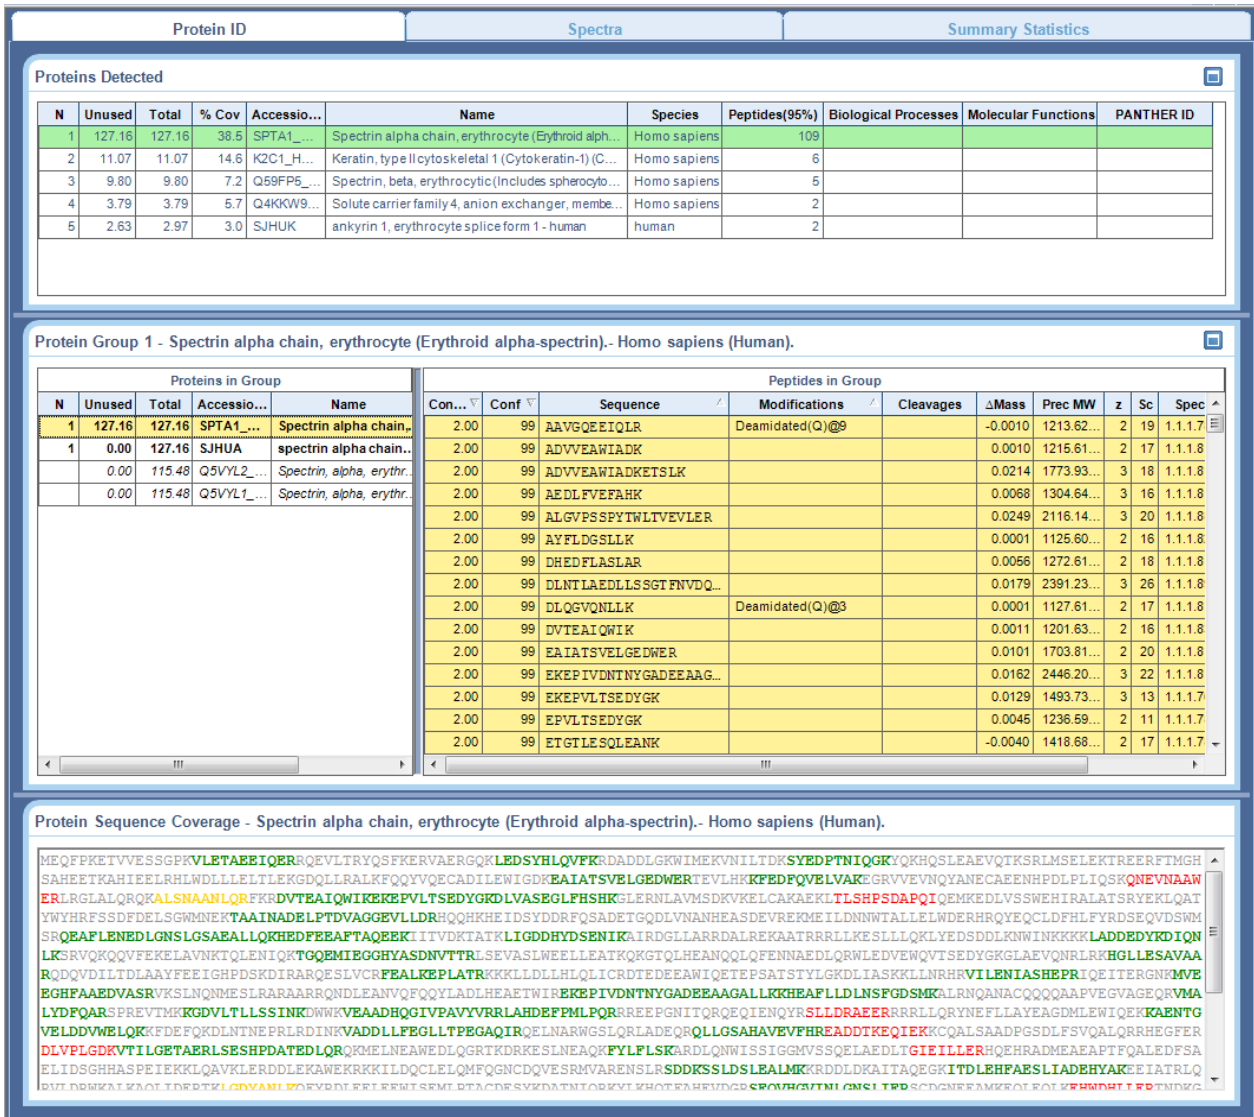 Protein ID Spectra Summary Statistics
Proteins Detected
N Unused Total % Cov Accessio... Name Species Peptides(95%) Biological Processes Molecular Functions PANTHER ID
1 127.16 127.16 38.5 SPTA1_... Spectrin alpha chain, erythrocyte (Erythroid alph... Homo sapiens 109
2 11.07 11.07 14.6 K2C1_H... Keratin, type II cytoskeletal 1 (Cytokeratin-1) (C... Homo sapiens 6
3 9.80 9.80 7.2 Q59FP5_... Spectrin, beta, erythrocytic (Includes spherocyto... Homo sapiens 5
4 3.79 3.79 5.7 Q4KKW9... Solute carrier family 4, anion exchanger, membe... Homo sapiens 2
5 2.63 2.97 3.0 SJHUK ankyrin 1, erythrocyte splice form 1 - human human 2
Protein Group 1 - Spectrin alpha chain, erythrocyte (Erythroid alpha-spectrin).- Homo sapiens (Human).
Proteins in Group
N Unused Total Accessio... Name
1 127.16 127.16 SPTA1_... Spectrin alpha chain,.
1 0.00 127.16 SJHUA spectrin alpha chain..
0.00 115.48 Q5VYL2_... Spectrin, alpha, erythr..
0.00 115.48 Q5VYL1_... Spectrin, alpha, erythr..
Peptides in Group
Con... Conf Sequence Modifications Cleavages ΔMass Prec MW z Sc Spec
2.00 99 AAVGQEEIQLR Deamidated(Q)@9 -0.0010 1213.62... 2 19 1.1.1.7
2.00 99 ADVVEAWIADK 0.0010 1215.61... 2 17 1.1.1.8
2.00 99 ADVVEAWIADKETSLK 0.0214 1773.93... 3 18 1.1.1.8
2.00 99 AEDLFVEFAHK 0.0068 1304.64... 3 16 1.1.1.8
2.00 99 ALGVPSSPYTWLTVEVLER 0.0249 2116.14... 3 20 1.1.1.8
2.00 99 AYFLDGSLLK 0.0001 1125.60... 2 16 1.1.1.8
2.00 99 DHEDFLASLAR 0.0056 1272.61... 2 18 1.1.1.8
2.00 99 DLNTLAEDLLSSGTFNVDQ... 0.0179 2391.23... 3 26 1.1.1.8
2.00 99 DLQGVQNLLK Deamidated(Q)@3 0.0001 1127.61... 2 17 1.1.1.8
2.00 99 DVTEAIQWIK 0.0011 1201.63... 2 16 1.1.1.8
2.00 99 EAIATSVELGEDWER 0.0101 1703.81... 2 20 1.1.1.8
2.00 99 EKEPIVDNTNYGADEEAAG... 0.0162 2446.20... 3 22 1.1.1.8
2.00 99 EKEPVLTSEDYGK 0.0129 1493.73... 3 13 1.1.1.7
2.00 99 EPVLTSEDYGK 0.0045 1236.59... 2 11 1.1.1.7
2.00 99 ETGTLESQLEANK -0.0040 1418.68... 2 17 1.1.1.7
Protein Sequence Coverage - Spectrin alpha chain, erythrocyte (Erythroid alpha-spectrin).- Homo sapiens (Human).
MEQFPKETVVESSGPKVLETAEEIQERRQEVLTRYQSFKERVAERGQKLEDSYHLQVFKRDADDLGKWIMEKVNILTDKSYEDPTNIQGKYQKHQSLEAEVQTKSRLMSELEKTREERFTMGH
SAHEETKAHIEELRHLWDLLLELTLEKGDQLLRALKFQQYVQECADILEWIGDKEAIATSVELGEDWERTEVLHKKFEDFQVELVAKEGRVVEVNQYANECAEENHPDLPLIQSKQNEVNAAW
ERLRGLALQRQKALSNAANLQRFKRDVTEAIQWIKEKEPVLTSEDYGKDLVASEGLFHSHKGLERNLAVMSDKVKELCAKAEKLTLSHPSDAPQIQEMKEDLVSSWEHIRALATSRYEKLQAT
YWYHRFSSDFDELSGWMNEKTAAINADELPTDVAGGEVLLDRHQQHKHEIDSYDDRFQSADETGQDLVNANHEASDEVREKMEILDNNWTALLELWDERHRQYEQCLDFHLFYRDSEQVDSWM
SRQEAFLENEDLGNSLGSAEALLQKHEDFEEAFTAQEEKIITVDKTATKLIGDDHYDSENIKAIRDGLLARRDALREKAATRRRLLKESLLLQKLYEDSDDLKNWINKKKKLADDEDYKDIQN
LKSRVQKQQVFEKELAVNKTQLENIQKTGQEMIEGGHYASDNVTTRLSEVASLWEELLEATKQKGTQLHEANQQLQFENNAEDLQRWLEDVEWQVTSEDYGKGLAEVQNRLRKHGLLESAVAA
RQDQVDILTDLAAYFEEIGHPDSKDIRARQESLVCRFEALKEPLATRKKKLLDLLHLQLICRDTEDEEAWIQETEPSATSTYLGKDLIASKKLLNRHRVILENIASHEPRIQEITERGNKMVE
EGHFAAEDVASRVKSLNQNMESLRARAARRQNDLEANVQFQQYLADLHEAETWIREKEPIVDNTNYGADEEAAGALLKKHEAFLLDLNSFGDSMKALRNQANACQQQQAAPVEGVAGEQRVMA
LYDFQARSPREVTMKKGDVLTLLSSINKDWWKVEAADHQGIVPAVYVRRLAHDEFPMLPQRRREEPGNITQRQEQIENQYRSLLDRAEERRRRLLQRYNEFLLAYEAGDMLEWIQEKKAENTG
VELDDVWELQKKFDEFQKDLNTNEPRLRDINKVADDLLFEGLLTPEGAQIRQELNARWGSLQRLADEQRQLLGSAHAVEVFHREADDTKEQIEKKCQALSAADPGSDLFSVQALQRRHEGFER
DLVPLGDKVTILGETAERLSESHPDATEDLQRQKMELNEAWEDLQGRTKDRKESLNEAQKFYLFLSKARDLQNWISSIGGMVSSQELAEDLTGIEILLERHQEHRADMEAEAPTFQALEDFSA
ELIDSGHHASPEIEKKLQAVKLERDDLEKAWEKRKKILDQCLELQMFQGNCDQVESRMVARENSLRSDDKSSLDSLEALMKKRDDLDKAITAQEGKITDLEHFAESLIADEHYAKEEIATRLQ